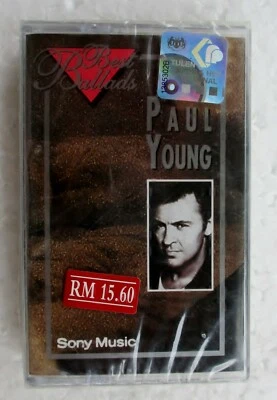 Best
Ballads
PAUL
YOUNG
RM 15.60
Sony Music